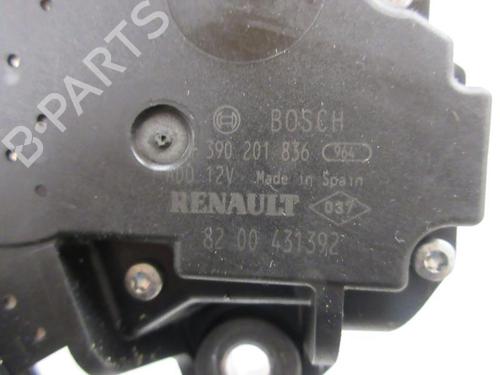 B-PARTS
BOSCH
390 201 836 964
12V Made in Spain
RENAULT 037
82 00 431392